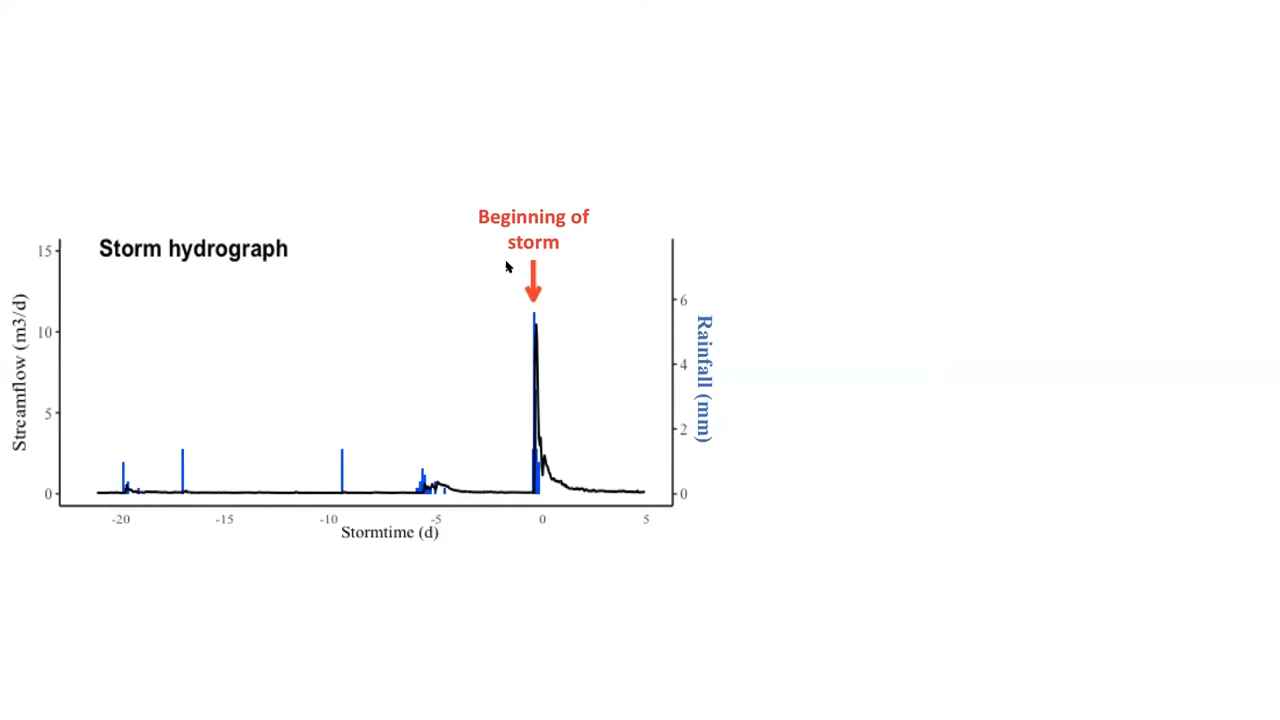 Beginning of
storm
Storm hydrograph
15
10
5
0
Streamflow (m3/d)
6
4
2
0
Rainfall (mm)
-20 -15 -10 -5 0 5
Stormtime (d)